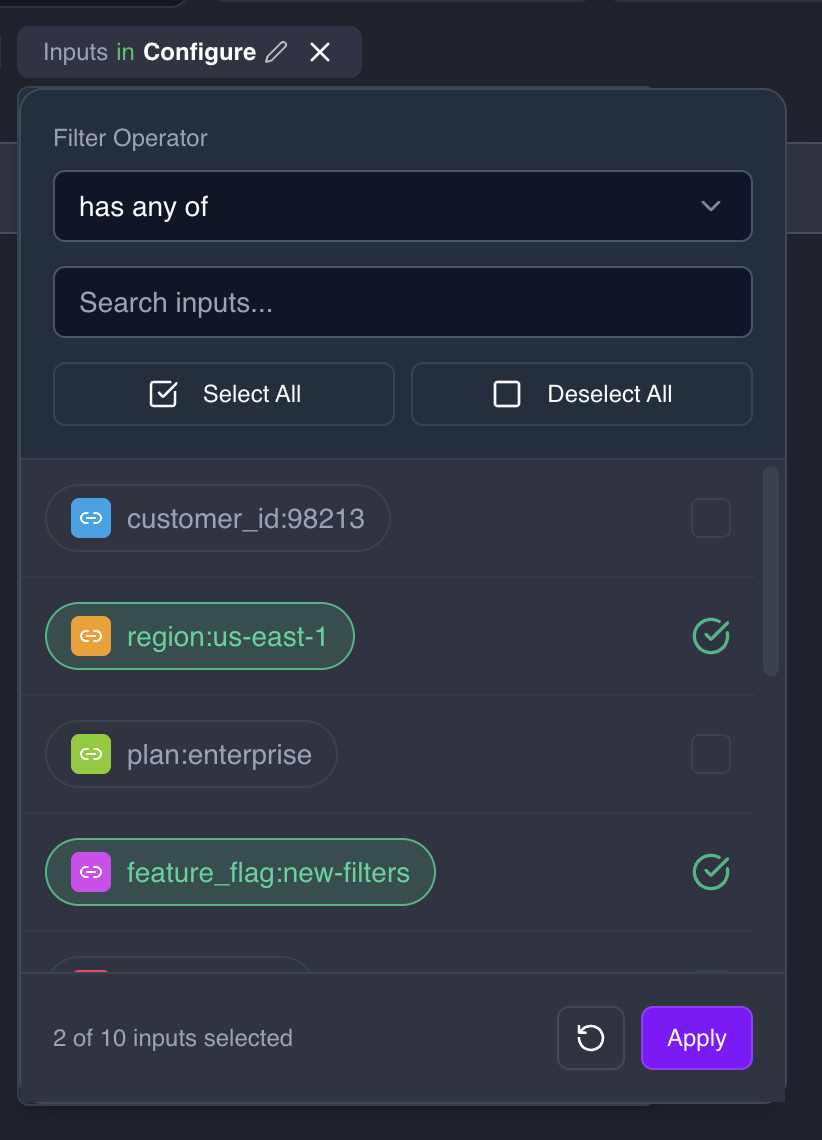 Inputs in Configure
Filter Operator
has any of
Search inputs...
Select All
Deselect All
customer_id:98213
region:us-east-1
plan:enterprise
feature_flag:new-filters
2 of 10 inputs selected
Apply